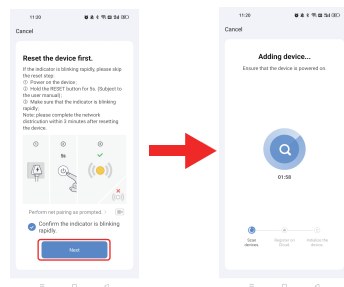 11:20
Cancel
Reset the device first.
If the indicator is blinking rapidly, please skip
the reset step.
① Power on the device;
② Hold the RESET button for 5s. (Subject to
the user manual);
③ Make sure that the indicator is blinking
rapidly;
Note: please complete the network
districution within 3 minutes after resetting
the device.
5s
Perform net pairing as prompted.
Confirm the indicator is blinking
rapidly.
Next
11:20
Cancel
Adding device...
Ensure that the device is powered on.
01:58
Scan
devices.
Register on
Cloud.
Initialize the
device.